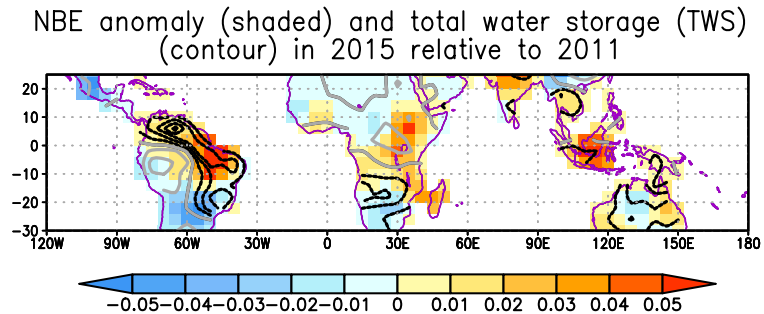 NBE anomaly (shaded) and total water storage (TWS)
(contour) in 2015 relative to 2011
20
10
0
−10
−20
−30
120W 90W 60W 30W 0 30E 60E 90E 120E 150E 180
−0.05 −0.04 −0.03 −0.02 −0.01 0 0.01 0.02 0.03 0.04 0.05